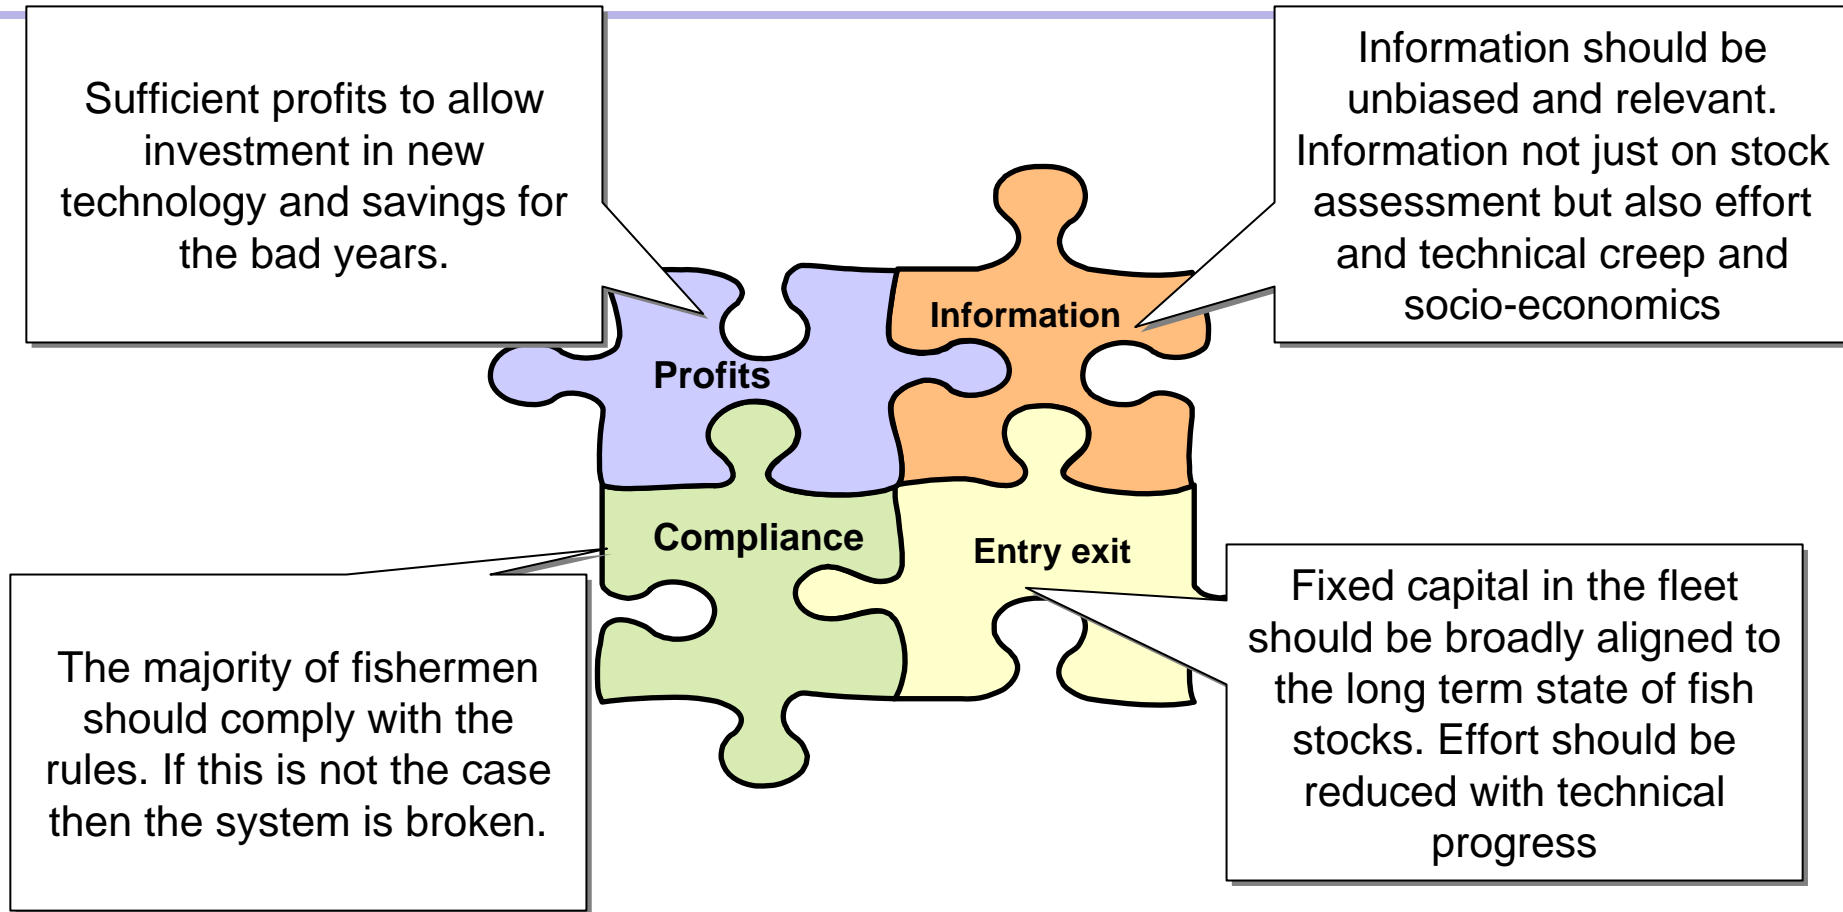 Sufficient profits to allow
investment in new
technology and savings for
the bad years.
Information should be
unbiased and relevant.
Information not just on stock
assessment but also effort
and technical creep and
socio-economics
Information
Profits
Compliance
Entry exit
The majority of fishermen
should comply with the
rules. If this is not the case
then the system is broken.
Fixed capital in the fleet
should be broadly aligned to
the long term state of fish
stocks. Effort should be
reduced with technical
progress